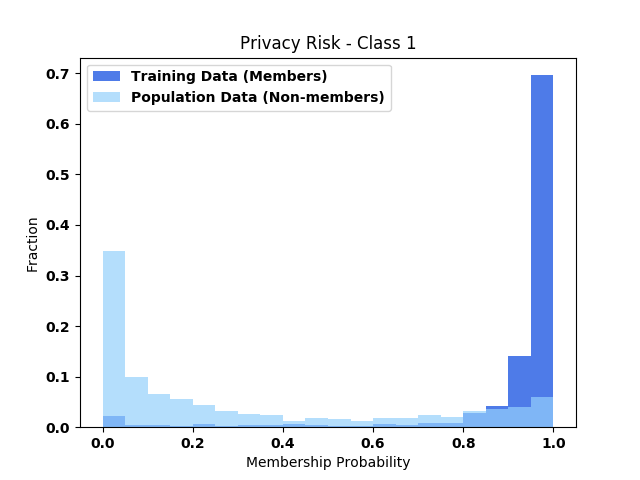 Privacy Risk - Class 1
Training Data (Members)
Population Data (Non-members)
Fraction
0.7
0.6
0.5
0.4
0.3
0.2
0.1
0.0
0.0 0.2 0.4 0.6 0.8 1.0
Membership Probability